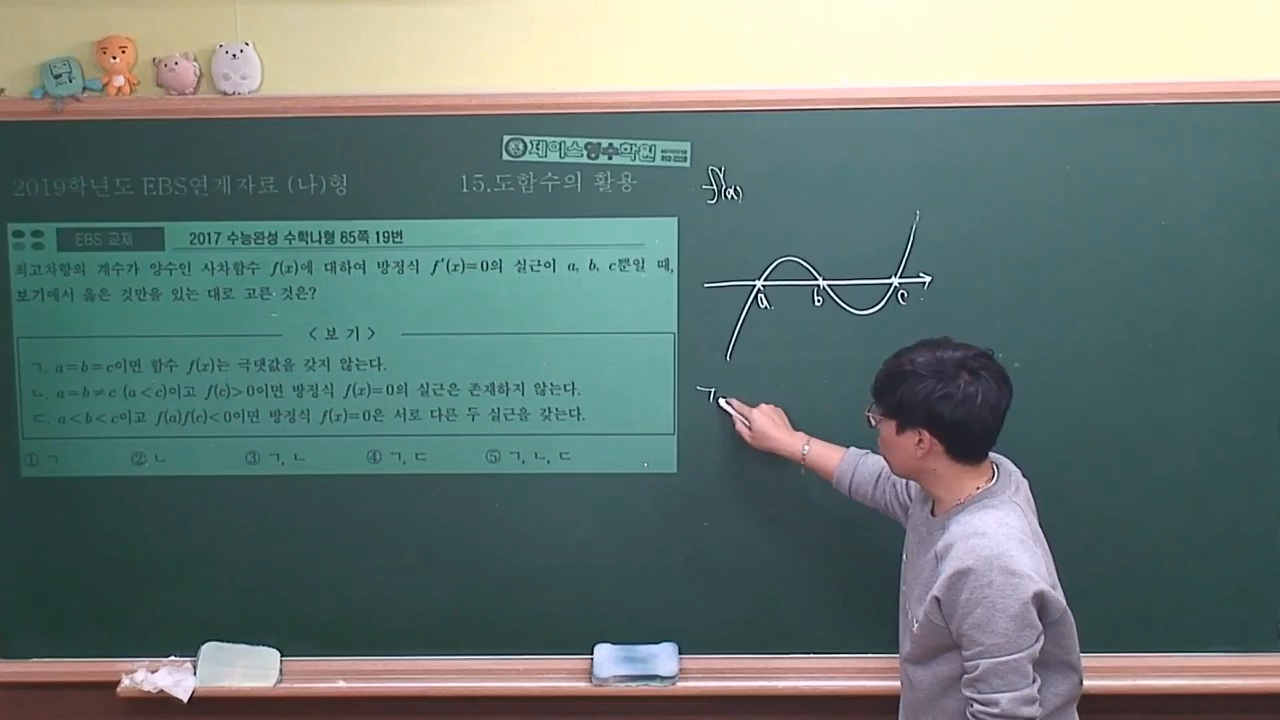 제이스영수학원
2019학년도 EBS연계자료 (나)형 15.도함수의 활용
EBS 교재 2017 수능완성 수학나형 85쪽 19번
최고차항의 계수가 양수인 사차함수 f(x)에 대하여 방정식 f'(x)=0의 실근이 a, b, c뿐일 때,
보기에서 옳은 것만을 있는 대로 고른 것은?
<보기>
ㄱ. a=b=c이면 함수 f(x)는 극댓값을 갖지 않는다.
ㄴ. a=b≠c (a<c)이고 f(c)>0이면 방정식 f(x)=0의 실근은 존재하지 않는다.
ㄷ. a<b<c이고 f(a)f(c)<0이면 방정식 f(x)=0은 서로 다른 두 실근을 갖는다.
① ㄱ ② ㄴ ③ ㄱ, ㄴ ④ ㄱ, ㄷ ⑤ ㄱ, ㄴ, ㄷ
f'(x)
a b c
ㄱ